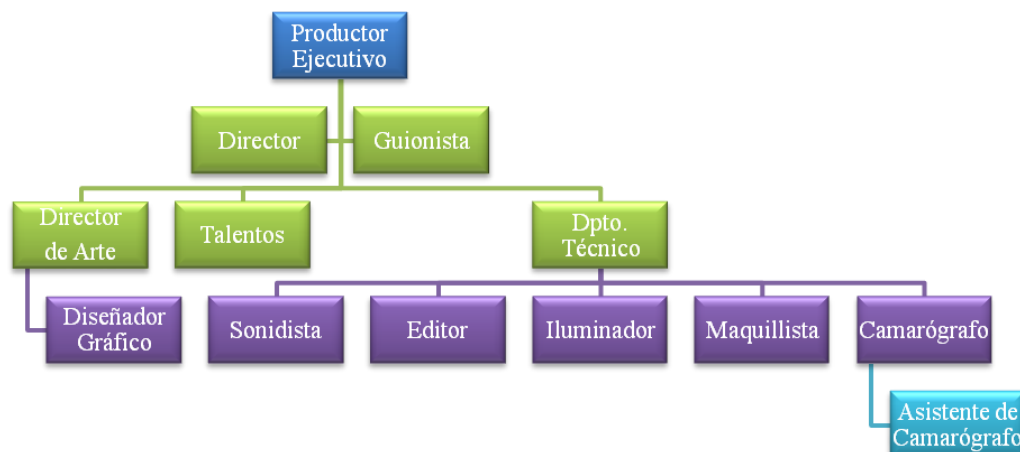 Productor
Ejecutivo
Director
Guionista
Director
de Arte
Talentos
Dpto.
Técnico
Diseñador
Gráfico
Sonidista
Editor
Iluminador
Maquillista
Camarógrafo
Asistente de
Camarógrafo